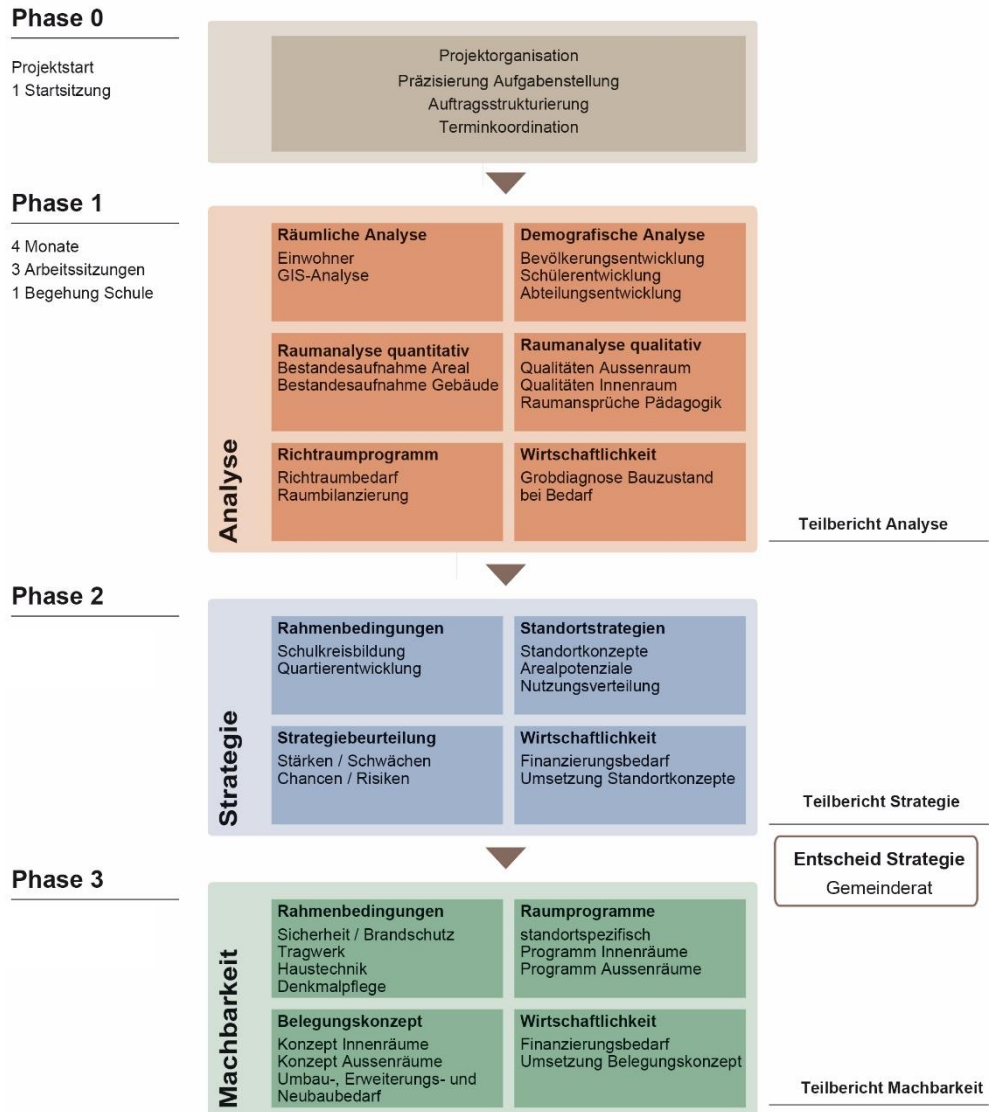 Phase 0
Projektstart
1 Startsitzung
Projektorganisation
Präzisierung Aufgabenstellung
Auftragsstrukturierung
Terminkoordination
Phase 1
4 Monate
3 Arbeitssitzungen
1 Begehung Schule
Analyse
Räumliche Analyse
Einwohner
GIS-Analyse
Demografische Analyse
Bevölkerungsentwicklung
Schülerentwicklung
Abteilungsentwicklung
Raumanalyse quantitativ
Bestandesaufnahme Areal
Bestandesaufnahme Gebäude
Raumanalyse qualitativ
Qualitäten Aussenraum
Qualitäten Innenraum
Raumansprüche Pädagogik
Richtraumprogramm
Richtraumbedarf
Raumbilanzierung
Wirtschaftlichkeit
Grobdiagnose Bauzustand
bei Bedarf
Teilbericht Analyse
Phase 2
Strategie
Rahmenbedingungen
Schulkreisbildung
Quartierentwicklung
Standortstrategien
Standortkonzepte
Arealpotenziale
Nutzungsverteilung
Strategiebeurteilung
Stärken / Schwächen
Chancen / Risiken
Wirtschaftlichkeit
Finanzierungsbedarf
Umsetzung Standortkonzepte
Teilbericht Strategie
Entscheid Strategie
Gemeinderat
Phase 3
Machbarkeit
Rahmenbedingungen
Sicherheit / Brandschutz
Tragwerk
Haustechnik
Denkmalpflege
Raumprogramme
standortspezifisch
Programm Innenräume
Programm Aussenräume
Belegungskonzept
Konzept Innenräume
Konzept Aussenräume
Umbau-, Erweiterungs- und
Neubaubedarf
Wirtschaftlichkeit
Finanzierungsbedarf
Umsetzung Belegungskonzept
Teilbericht Machbarkeit